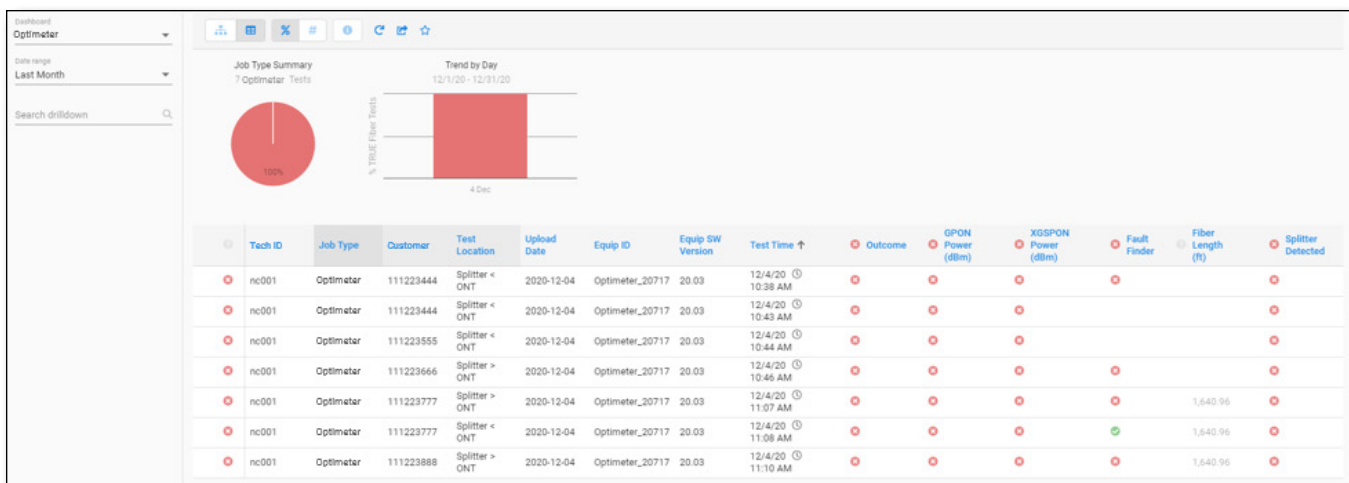 Dashboard
Optimeter
Date range
Last Month
Search drilldown
%
#
Job Type Summary
7 Optimeter Tests
100%
Trend by Day
12/1/20 - 12/31/20
% TRUE Fiber Tests
4 Dec
Tech ID Job Type Customer Test Location Upload Date Equip ID Equip SW Version Test Time ↑ Outcome GPON Power (dBm) XGSPON Power (dBm) Fault Finder Fiber Length (ft) Splitter Detected
nc001 Optimeter 111223444 Splitter < ONT 2020-12-04 Optimeter_20717 20.03 12/4/20 10:38 AM
nc001 Optimeter 111223444 Splitter < ONT 2020-12-04 Optimeter_20717 20.03 12/4/20 10:43 AM
nc001 Optimeter 111223555 Splitter < ONT 2020-12-04 Optimeter_20717 20.03 12/4/20 10:44 AM
nc001 Optimeter 111223666 Splitter > ONT 2020-12-04 Optimeter_20717 20.03 12/4/20 10:46 AM
nc001 Optimeter 111223777 Splitter > ONT 2020-12-04 Optimeter_20717 20.03 12/4/20 11:07 AM 1,640.96
nc001 Optimeter 111223777 Splitter < ONT 2020-12-04 Optimeter_20717 20.03 12/4/20 11:08 AM 1,640.96
nc001 Optimeter 111223888 Splitter > ONT 2020-12-04 Optimeter_20717 20.03 12/4/20 11:10 AM 1,640.96